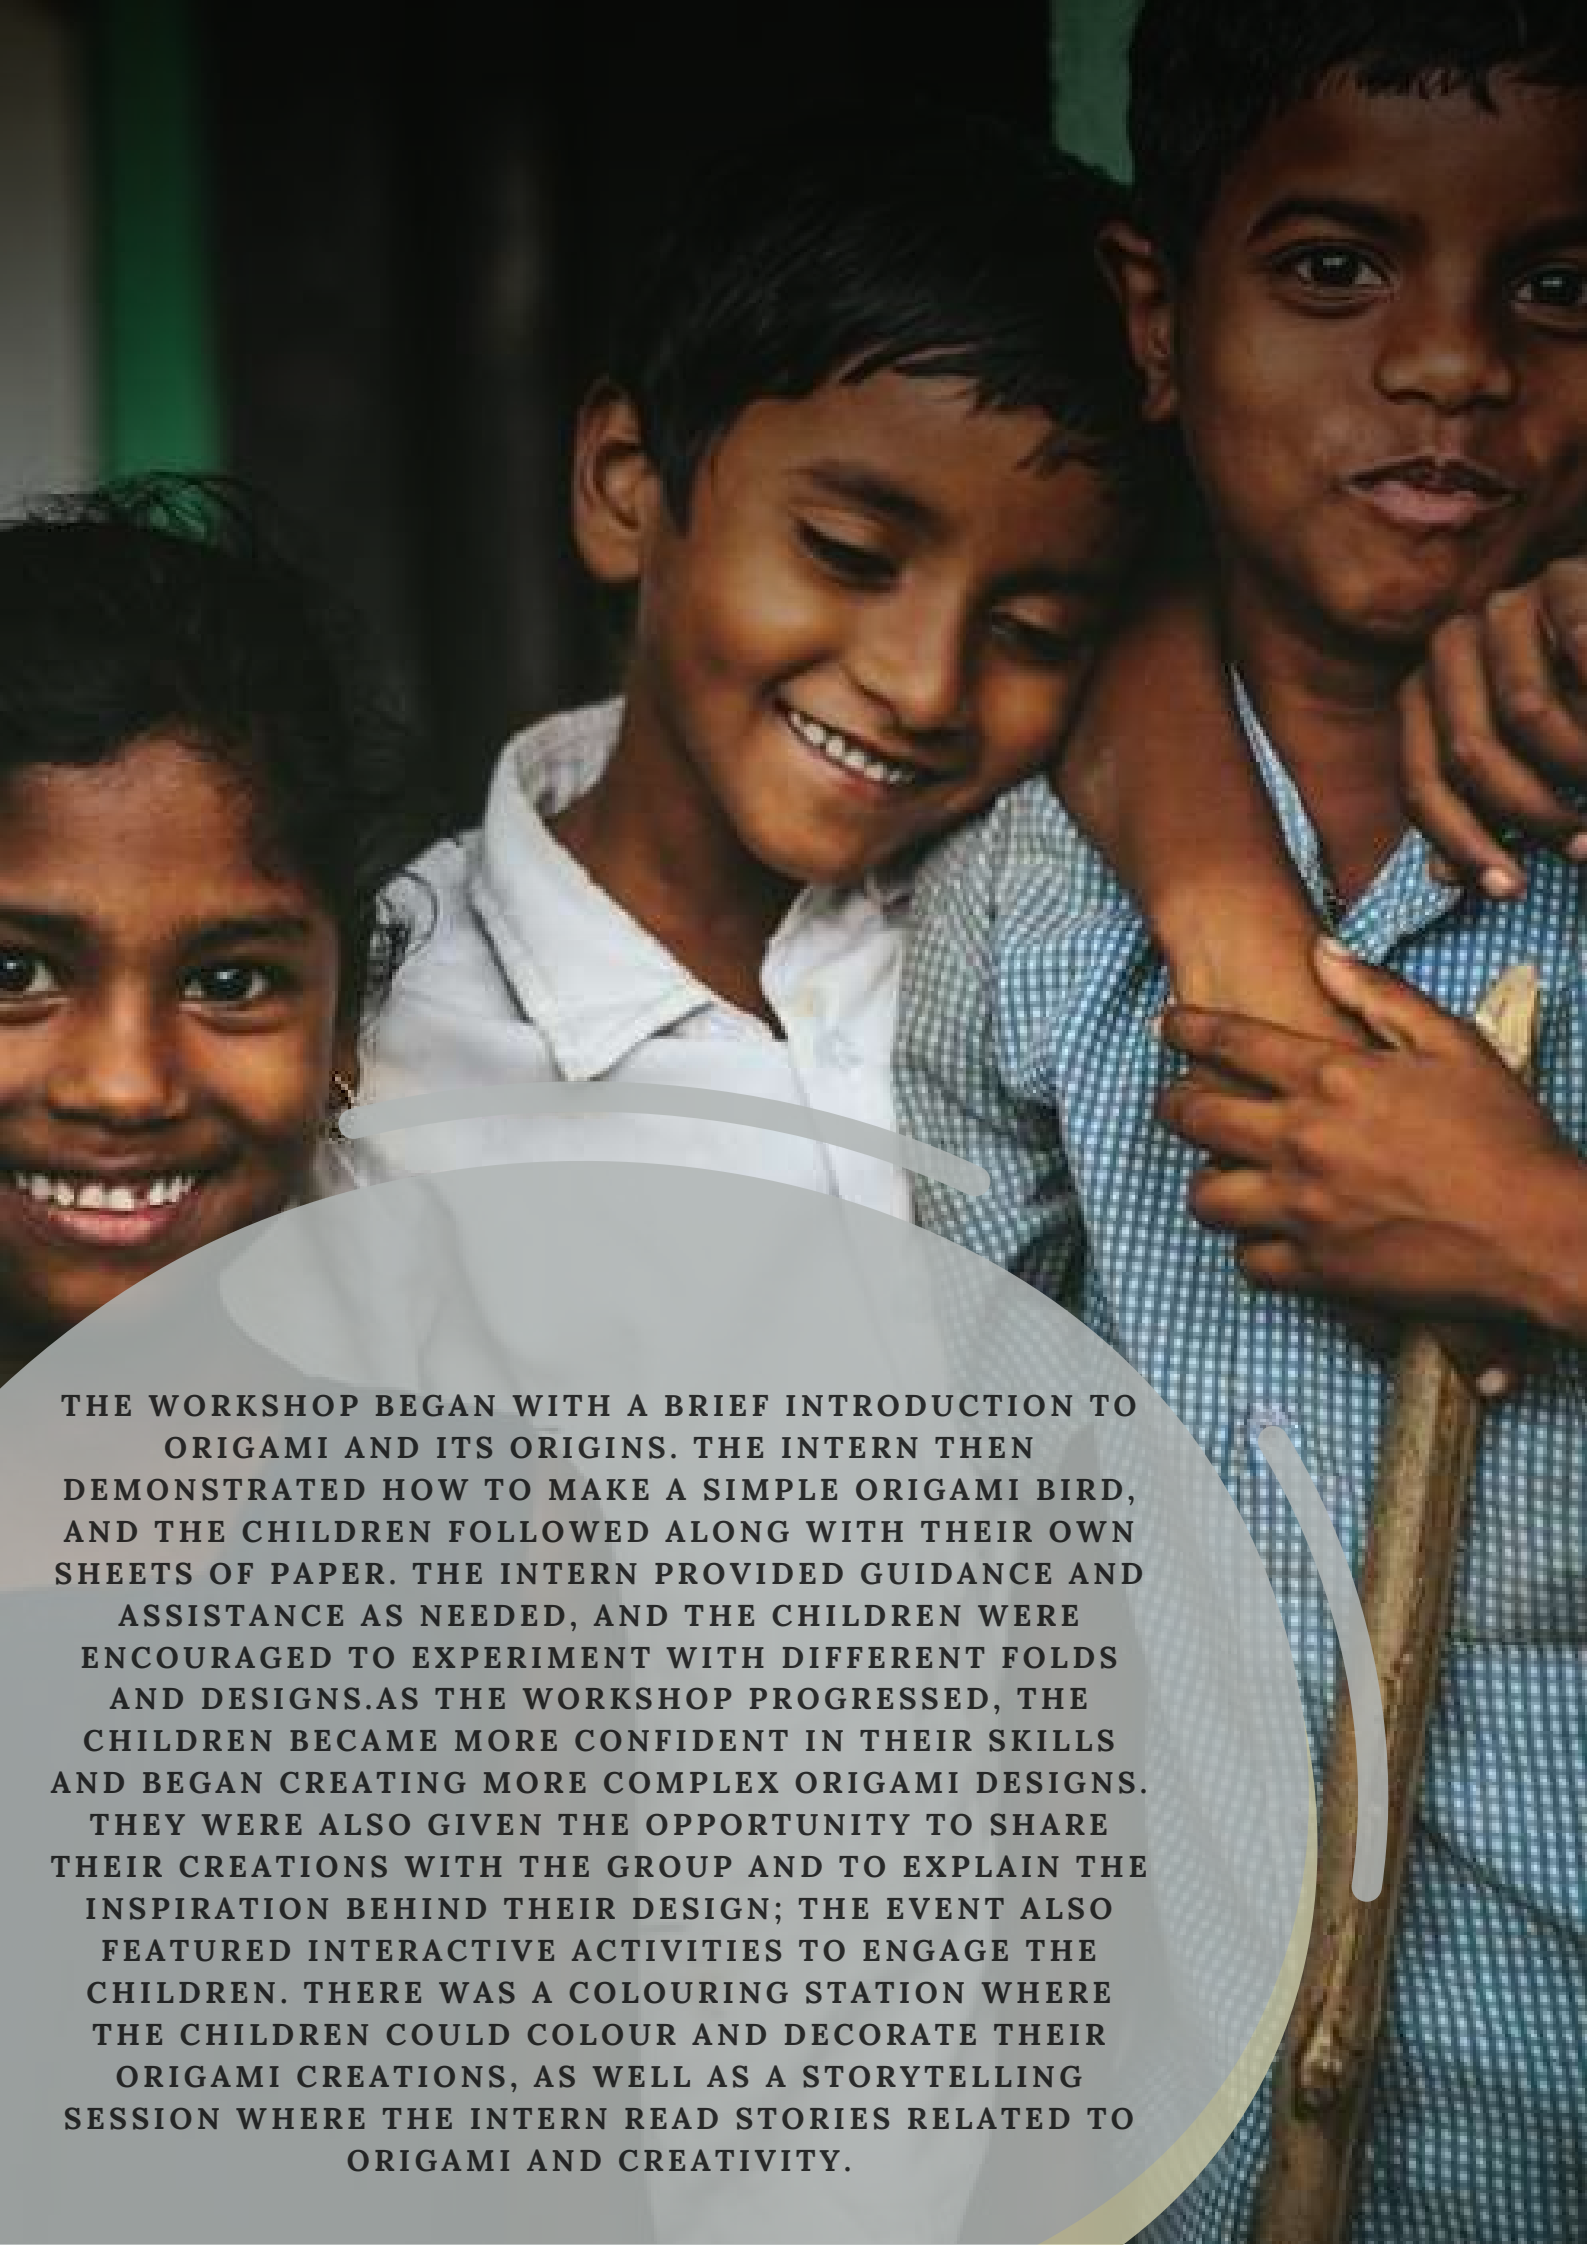 THE WORKSHOP BEGAN WITH A BRIEF INTRODUCTION TO
ORIGAMI AND ITS ORIGINS. THE INTERN THEN
DEMONSTRATED HOW TO MAKE A SIMPLE ORIGAMI BIRD,
AND THE CHILDREN FOLLOWED ALONG WITH THEIR OWN
SHEETS OF PAPER. THE INTERN PROVIDED GUIDANCE AND
ASSISTANCE AS NEEDED, AND THE CHILDREN WERE
ENCOURAGED TO EXPERIMENT WITH DIFFERENT FOLDS
AND DESIGNS.AS THE WORKSHOP PROGRESSED, THE
CHILDREN BECAME MORE CONFIDENT IN THEIR SKILLS
AND BEGAN CREATING MORE COMPLEX ORIGAMI DESIGNS.
THEY WERE ALSO GIVEN THE OPPORTUNITY TO SHARE
THEIR CREATIONS WITH THE GROUP AND TO EXPLAIN THE
INSPIRATION BEHIND THEIR DESIGN; THE EVENT ALSO
FEATURED INTERACTIVE ACTIVITIES TO ENGAGE THE
CHILDREN. THERE WAS A COLOURING STATION WHERE
THE CHILDREN COULD COLOUR AND DECORATE THEIR
ORIGAMI CREATIONS, AS WELL AS A STORYTELLING
SESSION WHERE THE INTERN READ STORIES RELATED TO
ORIGAMI AND CREATIVITY.